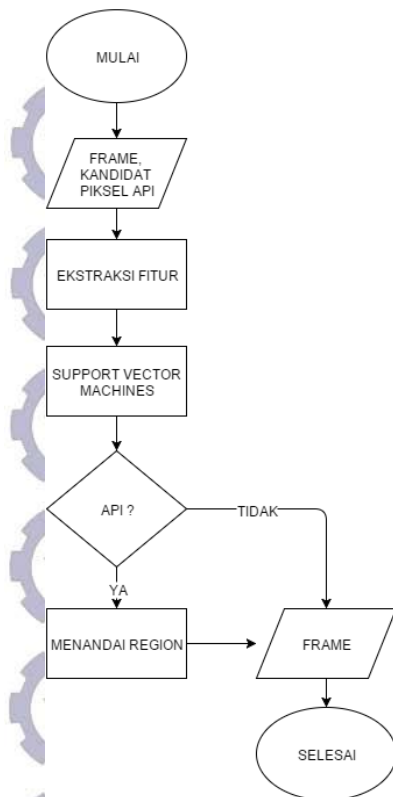 MULAI
FRAME,
KANDIDAT
PIKSEL API
EKSTRAKSI FITUR
SUPPORT VECTOR
MACHINES
API ?
TIDAK
YA
MENANDAI REGION
FRAME
SELESAI